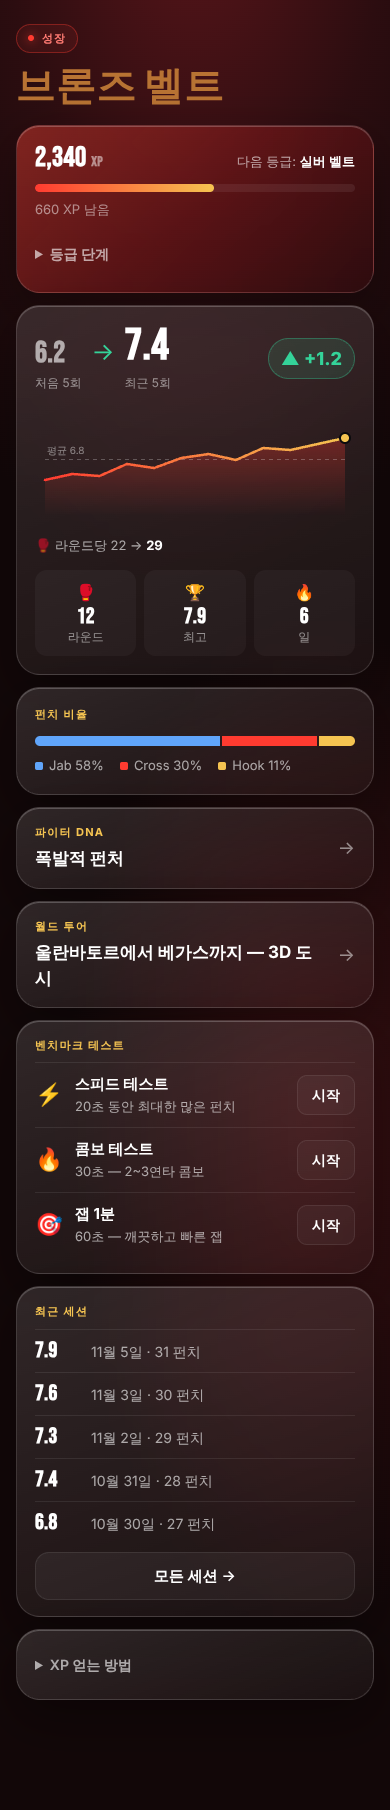 성장
브론즈 벨트
2,340 XP
다음 등급: 실버 벨트
660 XP 남음
▶ 등급 단계
6.2 → 7.4
▲ +1.2
처음 5회
최근 5회
평균 6.8
🥊 라운드당 22 → 29
🥊 🏆 🔥
12 7.9 6
라운드 최고 일
펀치 비율
Jab 58% Cross 30% Hook 11%
파이터 DNA
폭발적 펀처 →
월드 투어
울란바토르에서 베가스까지 — 3D 도
시 →
벤치마크 테스트
⚡ 스피드 테스트
20초 동안 최대한 많은 펀치
시작
🔥 콤보 테스트
30초 — 2~3연타 콤보
시작
🎯 잽 1분
60초 — 깨끗하고 빠른 잽
시작
최근 세션
7.9 11월 5일 · 31 펀치
7.6 11월 3일 · 30 펀치
7.3 11월 2일 · 29 펀치
7.4 10월 31일 · 28 펀치
6.8 10월 30일 · 27 펀치
모든 세션 →
▶ XP 얻는 방법